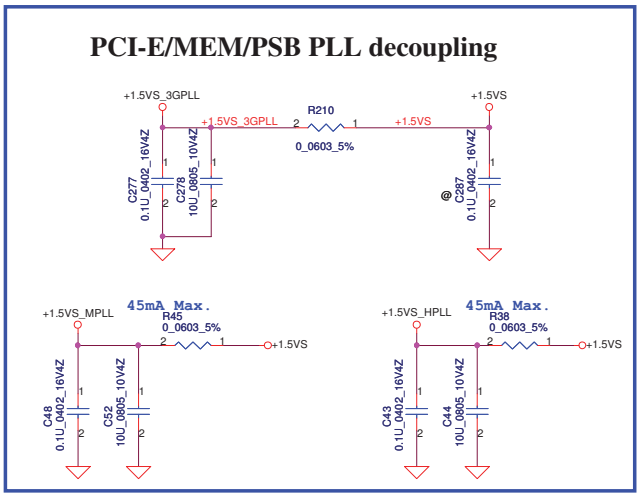 PCI-E/MEM/PSB PLL decoupling
+1.5VS_3GPLL
+1.5VS
R210
+1.5VS_3GPLL
2
1
+1.5VS
0_0603_5%
C277
0.1U_0402_16V4Z
1
2
C278
10U_0805_10V4Z
1
2
@
C287
0.1U_0402_16V4Z
1
2
45mA Max.
+1.5VS_MPLL
R45
0_0603_5%
2
1
+1.5VS
C48
0.1U_0402_16V4Z
1
2
C52
10U_0805_10V4Z
1
2
45mA Max.
+1.5VS_HPLL
R38
0_0603_5%
2
1
+1.5VS
C43
0.1U_0402_16V4Z
1
2
C44
10U_0805_10V4Z
1
2